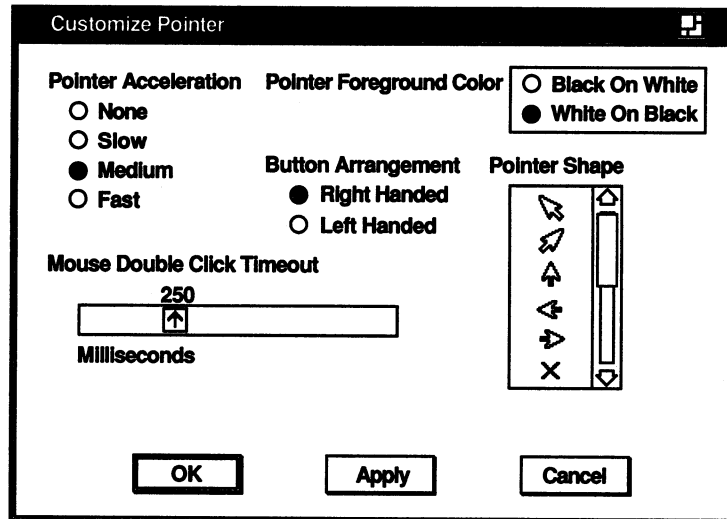 Customize Pointer
Pointer Acceleration
None
Slow
Medium
Fast
Pointer Foreground Color
Black On White
White On Black
Button Arrangement
Right Handed
Left Handed
Pointer Shape
Mouse Double Click Timeout
250
Milliseconds
OK
Apply
Cancel